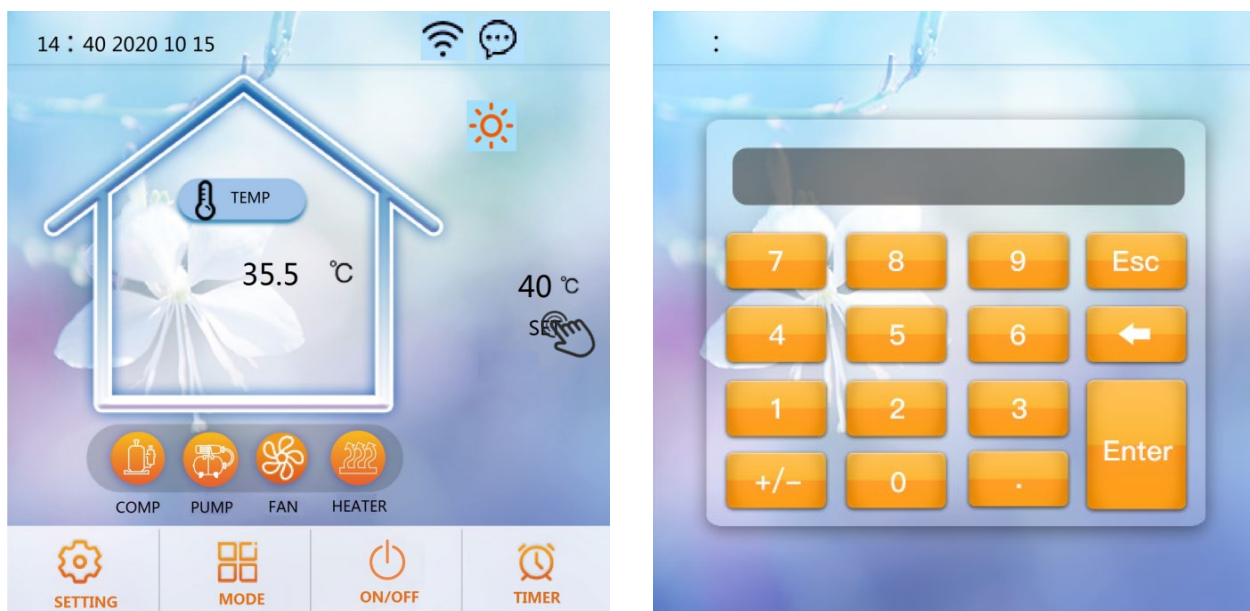 14：40 2020 10 15
TEMP
35.5 ℃
40 ℃
SET
COMP PUMP FAN HEATER
SETTING MODE ON/OFF TIMER
:
7 8 9 Esc
4 5 6
1 2 3
Enter
+/− 0 .